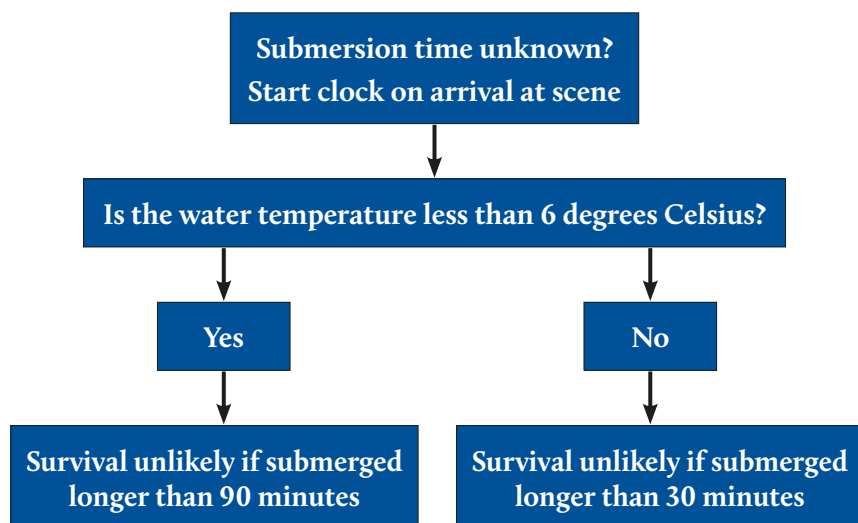 Submersion time unknown?
Start clock on arrival at scene
Is the water temperature less than 6 degrees Celsius?
Yes
No
Survival unlikely if submerged
longer than 90 minutes
Survival unlikely if submerged
longer than 30 minutes